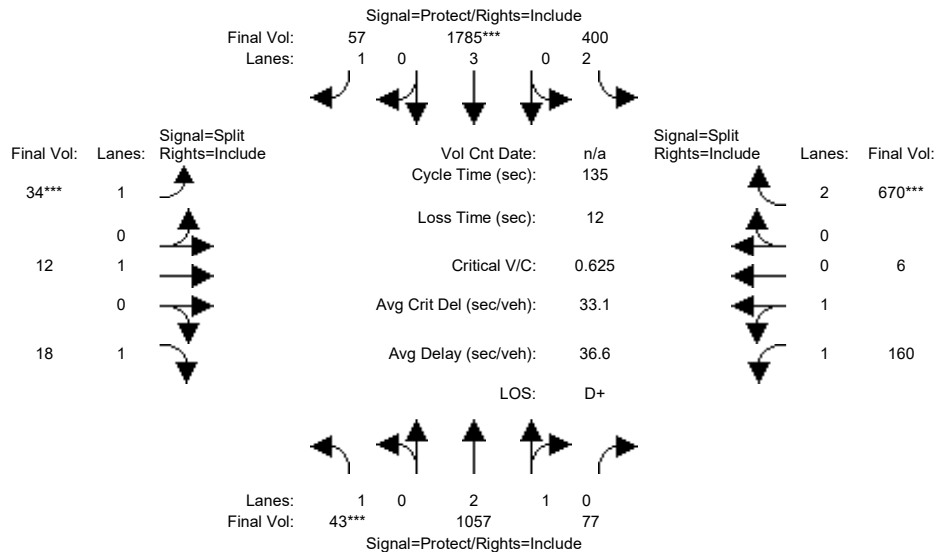 Signal=Protect/Rights=Include
Final Vol: 57 1785*** 400
Lanes: 1 0 3 0 2
Signal=Split Signal=Split
Final Vol: Lanes: Rights=Include Vol Cnt Date: n/a Rights=Include Lanes: Final Vol:
Cycle Time (sec): 135
34*** 1 2 670***
Loss Time (sec): 12
0 0
12 1 Critical V/C: 0.625 0 6
0 Avg Crit Del (sec/veh): 33.1 1
18 1 Avg Delay (sec/veh): 36.6 1 160
LOS: D+
Lanes: 1 0 2 1 0
Final Vol: 43*** 1057 77
Signal=Protect/Rights=Include